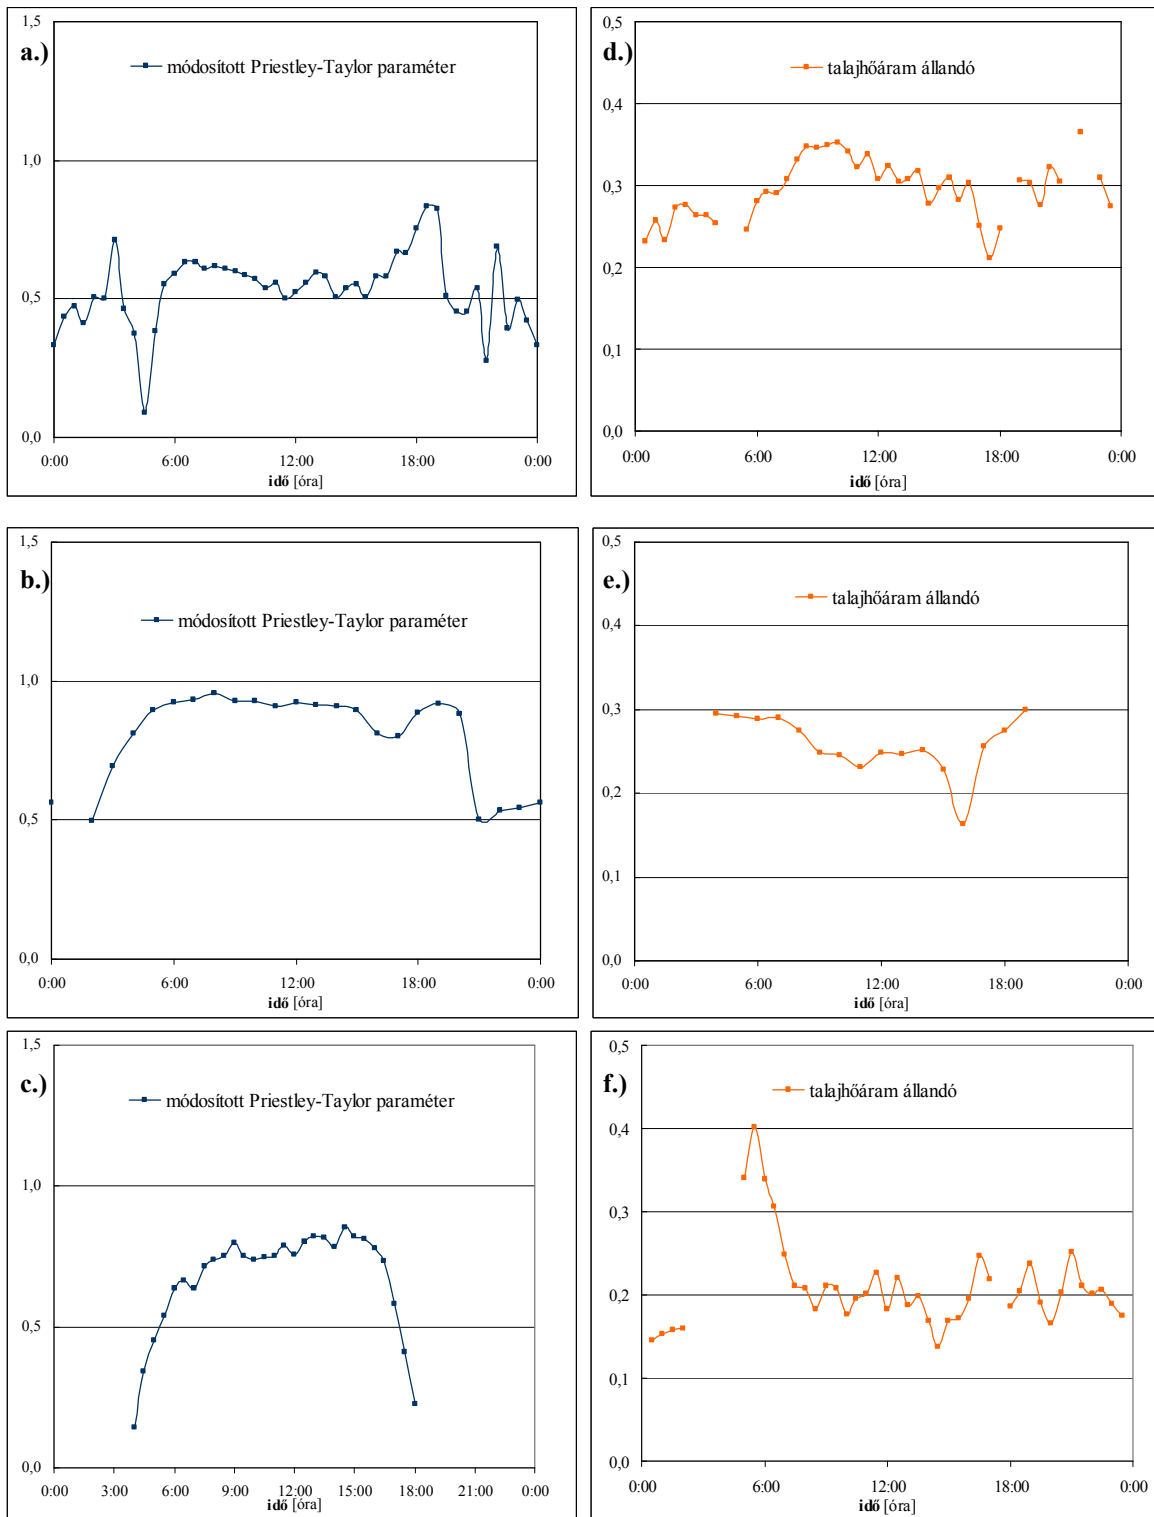 a.)
módosított Priestley-Taylor paraméter
1,5
1,0
0,5
0,0
0:00 6:00 12:00 18:00 0:00
idő [óra]
d.)
talajhőáram állandó
0,5
0,4
0,3
0,2
0,1
0,0
0:00 6:00 12:00 18:00 0:00
idő [óra]
b.)
módosított Priestley-Taylor paraméter
1,5
1,0
0,5
0,0
0:00 6:00 12:00 18:00 0:00
idő [óra]
e.)
talajhőáram állandó
0,5
0,4
0,3
0,2
0,1
0,0
0:00 6:00 12:00 18:00 0:00
idő [óra]
c.)
módosított Priestley-Taylor paraméter
1,5
1,0
0,5
0,0
0:00 3:00 6:00 9:00 12:00 15:00 18:00 21:00 0:00
idő [óra]
f.)
talajhőáram állandó
0,5
0,4
0,3
0,2
0,1
0,0
0:00 6:00 12:00 18:00 0:00
idő [óra]